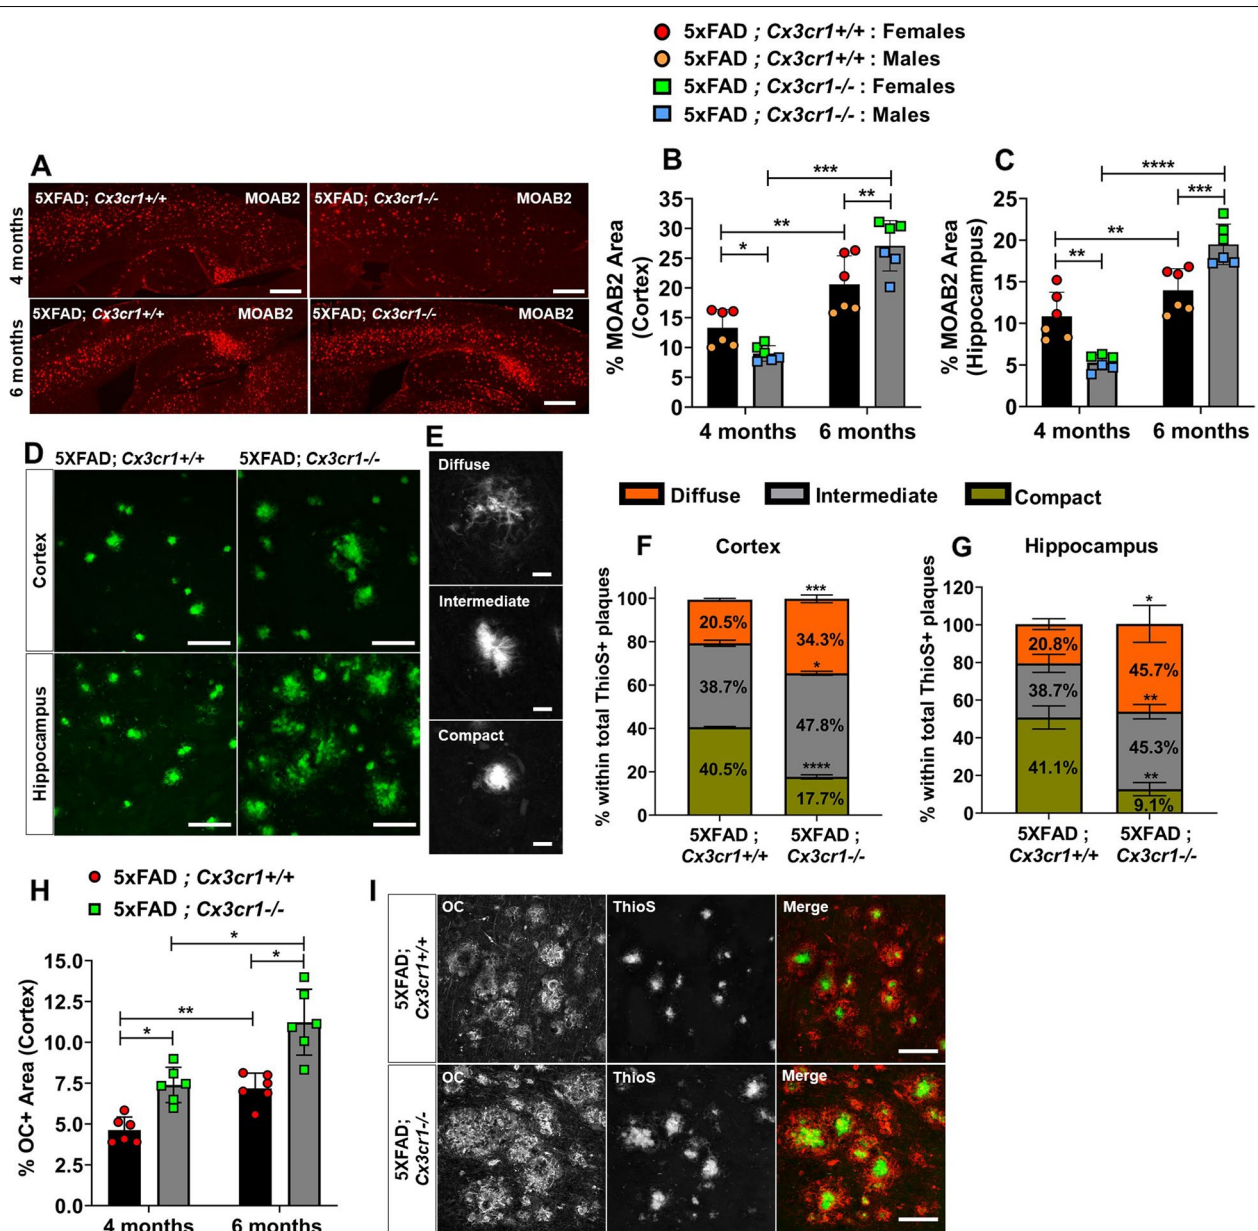 5xFAD ; Cx3cr1+/+ : Females
5xFAD ; Cx3cr1+/+ : Males
5xFAD ; Cx3cr1-/- : Females
5xFAD ; Cx3cr1-/- : Males
A
4 months
5XFAD; Cx3cr1+/+ MOAB2
5XFAD; Cx3cr1-/- MOAB2
6 months
5XFAD; Cx3cr1+/+ MOAB2
5XFAD; Cx3cr1-/- MOAB2
B
% MOAB2 Area
(Cortex)
35
30
25
20
15
10
5
0
***
**
**
*
4 months 6 months
C
% MOAB2 Area
(Hippocampus)
25
20
15
10
5
0
****
***
**
**
4 months 6 months
D
5XFAD; Cx3cr1+/+ 5XFAD; Cx3cr1-/-
Cortex
Hippocampus
E
Diffuse
Intermediate
Compact
Diffuse Intermediate Compact
F Cortex
% within total ThioS+ plaques
100
80
60
40
20
0
20.5%
38.7%
40.5%
***
34.3%
*
47.8%
****
17.7%
5XFAD ;
Cx3cr1+/+
5XFAD ;
Cx3cr1-/-
G Hippocampus
% within total ThioS+ plaques
120
100
80
60
40
20
0
20.8%
38.7%
41.1%
*
45.7%
**
45.3%
**
9.1%
5XFAD ;
Cx3cr1+/+
5XFAD ;
Cx3cr1-/-
H
5xFAD ; Cx3cr1+/+
5xFAD ; Cx3cr1-/-
% OC+ Area (Cortex)
15.0
12.5
10.0
7.5
5.0
2.5
0.0
*
*
**
*
4 months 6 months
I
5XFAD;
Cx3cr1+/+
OC ThioS Merge
5XFAD;
Cx3cr1-/-
OC ThioS Merge